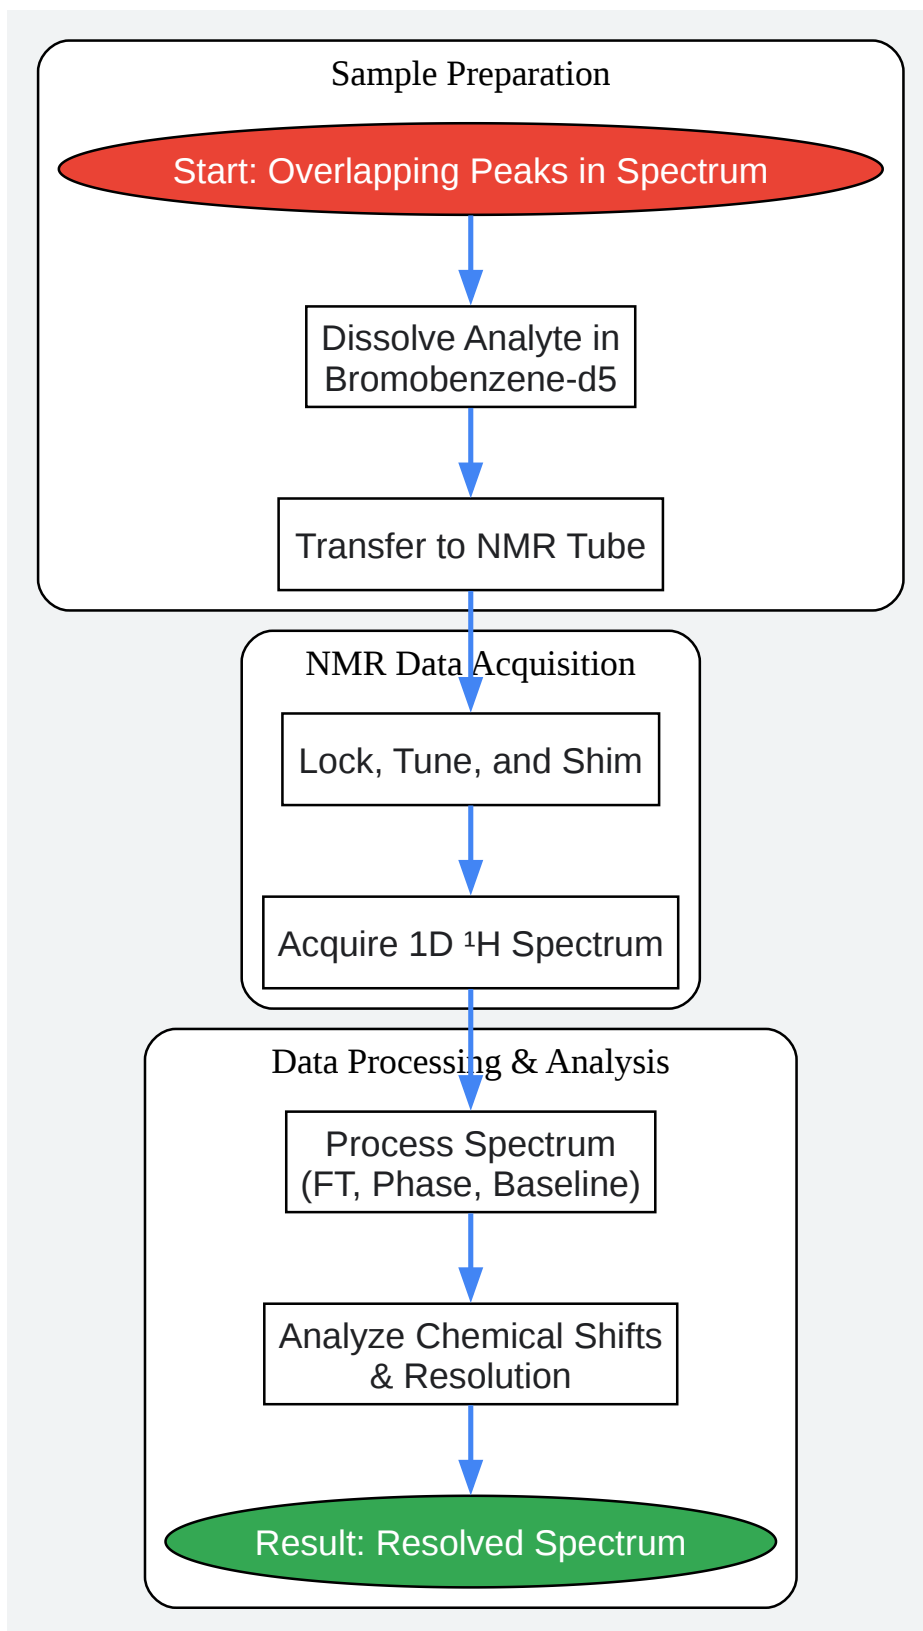 Sample Preparation
Start: Overlapping Peaks in Spectrum
Dissolve Analyte in
Bromobenzene-d5
Transfer to NMR Tube
NMR Data Acquisition
Lock, Tune, and Shim
Acquire 1D ¹H Spectrum
Data Processing & Analysis
Process Spectrum
(FT, Phase, Baseline)
Analyze Chemical Shifts
& Resolution
Result: Resolved Spectrum